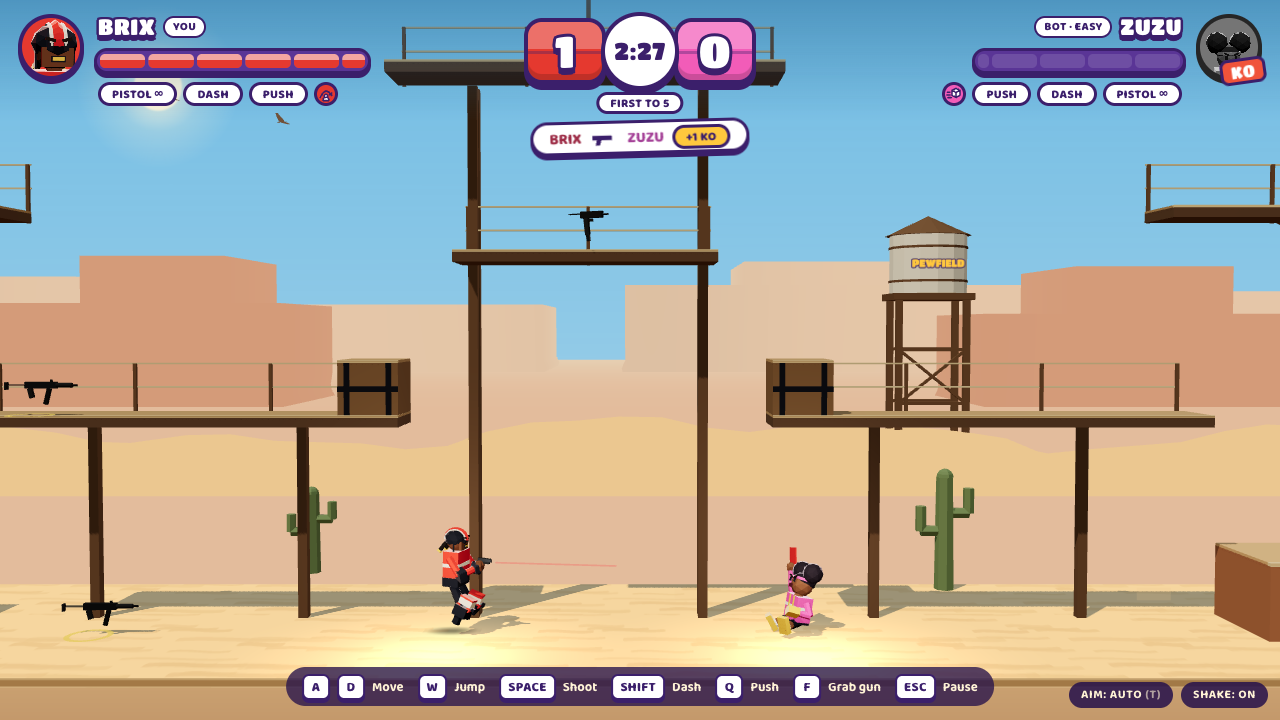 BRIX YOU
PISTOL ∞ DASH PUSH
1 2:27 0
FIRST TO 5
BRIX ZUZU +1 KO
BOT · EASY ZUZU
KO
PUSH DASH PISTOL ∞
PEWFIELD
A D Move W Jump SPACE Shoot SHIFT Dash Q Push F Grab gun ESC Pause
AIM: AUTO (T) SHAKE: ON